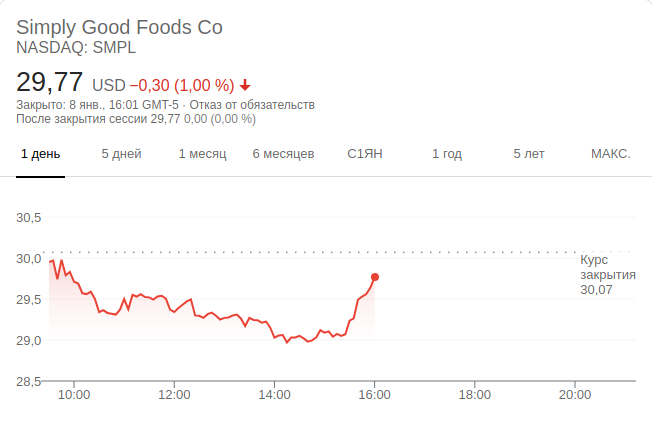 Simply Good Foods Co
NASDAQ: SMPL
29,77 USD −0,30 (1,00 %)
Закрыто: 8 янв., 16:01 GMT-5 · Отказ от обязательств
После закрытия сессии 29,77 0,00 (0,00 %)
1 день 5 дней 1 месяц 6 месяцев С1ЯН 1 год 5 лет МАКС.
30,5
30,0
Курс
закрытия
30,07
29,5
29,0
28,5
10:00 12:00 14:00 16:00 18:00 20:00